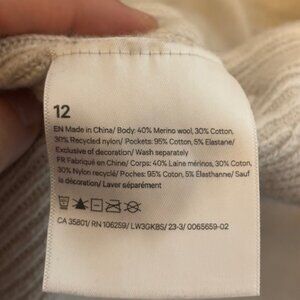 12
EN Made in China/ Body: 40% Merino wool, 30% Cotton,
30% Recycled nylon/ Pockets: 95% Cotton, 5% Elastane/
Exclusive of decoration/ Wash separately
FR Fabriqué en Chine/ Corps: 40% Laine mérinos, 30% Coton,
30% Nylon recyclé/ Poches: 95% Coton, 5% Élasthanne/ Sauf
la décoration/ Laver séparément
CA 35801/ RN 106259/ LW3GKBS/ 23-3/ 0065659-02